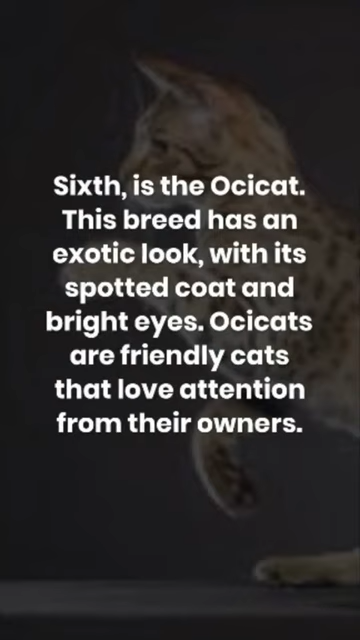 Sixth, is the Ocicat.
This breed has an
exotic look, with its
spotted coat and
bright eyes. Ocicats
are friendly cats
that love attention
from their owners.